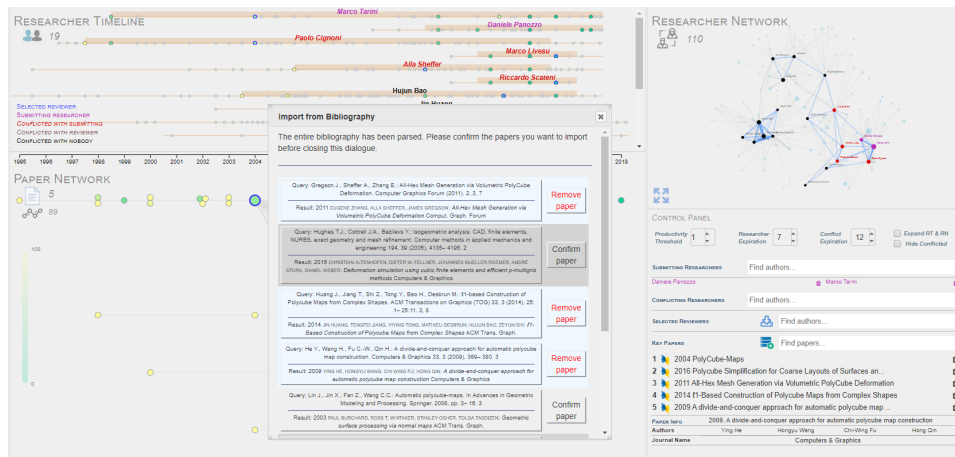 RESEARCHER TIMELINE
19
Marco Tarini
Daniele Panozzo
Paolo Cignoni
Marco Livesu
Alla Sheffer
Riccardo Scateni
Hujun Bao
Jin Huang
SELECTED REVIEWER
SUBMITTING RESEARCHER
CONFLICTED WITH SUBMITTING
CONFLICTED WITH REVIEWER
CONFLICTED WITH NOBODY
1995 1996 1997 1998 1999 2000 2001 2002 2003 2004 2018
PAPER NETWORK
5
89
100
0
Import from Bibliography
The entire bibliography has been parsed. Please confirm the papers you want to import
before closing this dialogue.
Query: Gregson J., Sheffer A., Zhang E.: All-Hex Mesh Generation via Volumetric PolyCube
Deformation. Computer Graphics Forum (2011). 2, 3, 7
Result: 2011 EUGENE ZHANG, ALLA SHEFFER, JAMES GREGSON: All-Hex Mesh Generation via
Volumetric PolyCube Deformation Comput. Graph. Forum
Remove
paper
Query: Hughes T.J., Cottrell J.A., Bazilevs Y.: Isogeometric analysis: CAD, finite elements,
NURBS, exact geometry and mesh refinement. Computer methods in applied mechanics and
engineering 194, 39 (2005), 4135– 4195. 2
Result: 2015 CHRISTIAN ALTENHOFEN, DIETER W. FELLNER, JOHANNES MUELLER-ROEMER, ANDRÉ
STORK, DANIEL WEBER: Deformation simulation using cubic finite elements and efficient p-multigrid
methods Computers & Graphics
Confirm
paper
Query: Huang J., Jiang T., Shi Z., Tong Y., Bao H., Desbrun M.: ℓ1-based Construction of
Polycube Maps from Complex Shapes. ACM Transactions on Graphics (TOG) 33, 3 (2014), 25:
1– 25:11. 3, 8
Result: 2014 JIN HUANG, TENGFEI JIANG, YIYING TONG, MATHIEU DESBRUN, HUJUN BAO, ZEYUN SHI, ℓ1-
Based Construction of Polycube Maps from Complex Shapes ACM Trans. Graph.
Remove
paper
Query: He Y., Wang H., Fu C.-W., Qin H.: A divide-and-conquer approach for automatic polycube
map construction. Computers & Graphics 33, 3 (2009), 369– 380. 3
Result: 2009 YING HE, HONGYU WANG, CHI-WING FU, HONG QIN: A divide-and-conquer approach for
automatic polycube map construction Computers & Graphics
Remove
paper
Query: Lin J., Jin X., Fan Z., Wang C.C.: Automatic polycube-maps. In Advances in Geometric
Modeling and Processing. Springer, 2008, pp. 3– 16. 3
Result: 2003 PAUL BURCHARD, ROSS T. WHITAKER, STANLEY OSHER, TOLGA TASDIZEN: Geometric
surface processing via normal maps ACM Trans. Graph.
Confirm
paper
RESEARCHER NETWORK
110
CONTROL PANEL
Productivity
Threshold 1
Researcher
Expiration 7
Conflict
Expiration 12
Expand RT & RN
Hide Conflicted
SUBMITTING RESEARCHERS Find authors...
Daniele Panozzo Marco Tarini
CONFLICTING RESEARCHERS Find authors...
SELECTED REVIEWERS Find authors...
KEY PAPERS Find papers...
1 2004 PolyCube-Maps
2 2016 Polycube Simplification for Coarse Layouts of Surfaces an...
3 2011 All-Hex Mesh Generation via Volumetric PolyCube Deformation
4 2014 ℓ1-Based Construction of Polycube Maps from Complex Shapes
5 2009 A divide-and-conquer approach for automatic polycube map ...
PAPER INFO 2009, A divide-and-conquer approach for automatic polycube map construction
Authors Ying He Hongyu Wang Chi-Wing Fu Hong Qin
Journal Name Computers & Graphics